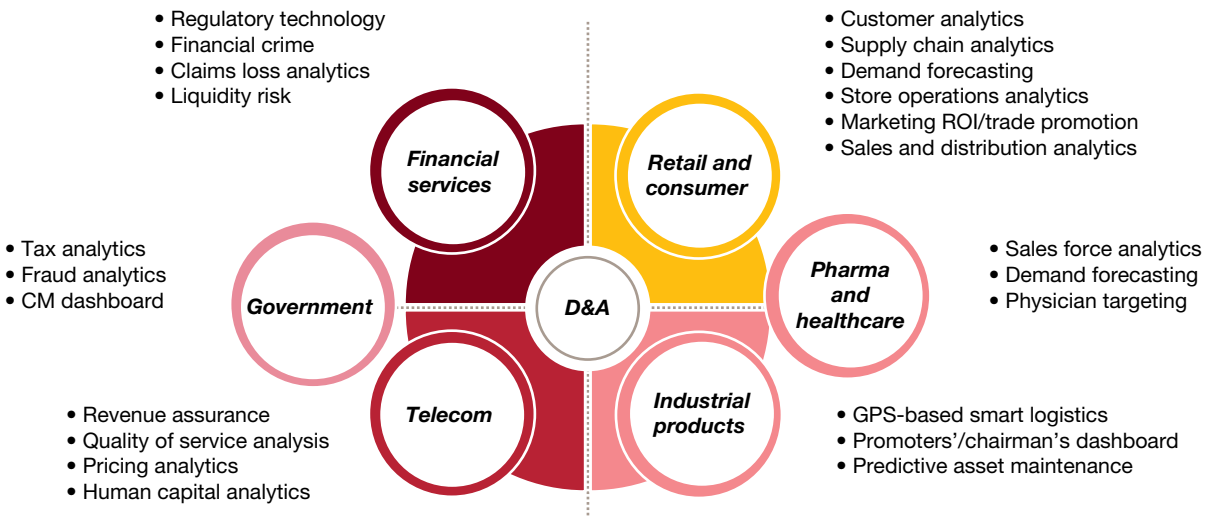 • Regulatory technology
• Financial crime
• Claims loss analytics
• Liquidity risk
• Customer analytics
• Supply chain analytics
• Demand forecasting
• Store operations analytics
• Marketing ROI/trade promotion
• Sales and distribution analytics
Financial
services
Retail and
consumer
• Tax analytics
• Fraud analytics
• CM dashboard
Government
D&A
Pharma
and
healthcare
• Sales force analytics
• Demand forecasting
• Physician targeting
Telecom
Industrial
products
• Revenue assurance
• Quality of service analysis
• Pricing analytics
• Human capital analytics
• GPS-based smart logistics
• Promoters’/chairman’s dashboard
• Predictive asset maintenance